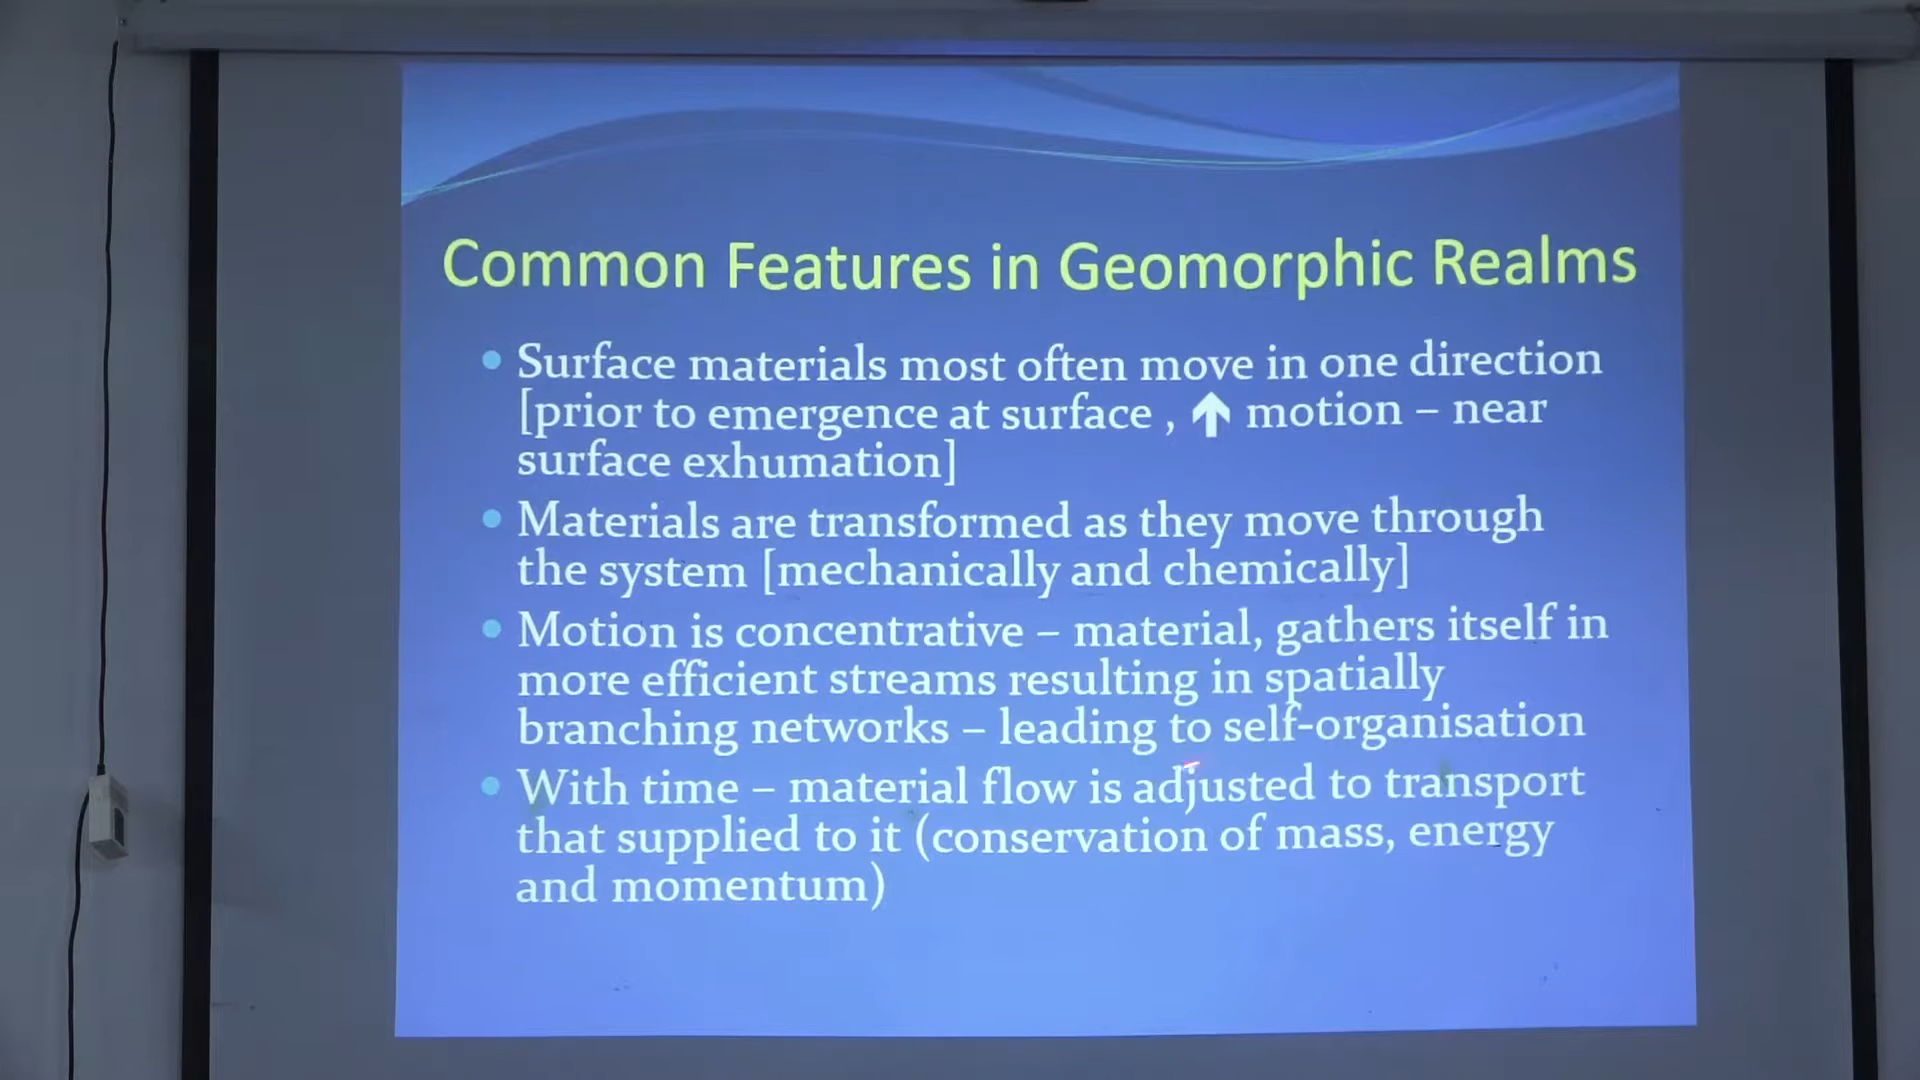 Common Features in Geomorphic Realms
• Surface materials most often move in one direction
[prior to emergence at surface , ↑ motion – near
surface exhumation]
• Materials are transformed as they move through
the system [mechanically and chemically]
• Motion is concentrative – material, gathers itself in
more efficient streams resulting in spatially
branching networks – leading to self-organisation
• With time – material flow is adjusted to transport
that supplied to it (conservation of mass, energy
and momentum)